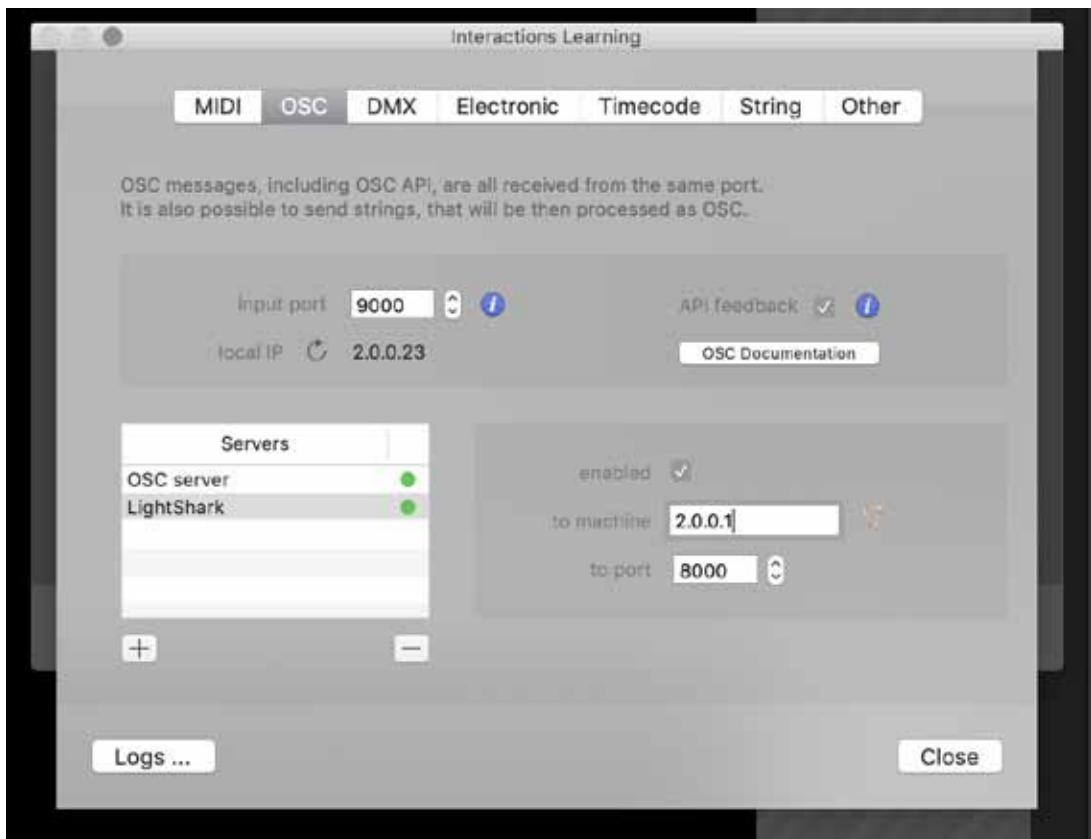 Interactions Learning
MIDI OSC DMX Electronic Timecode String Other
OSC messages, including OSC API, are all received from the same port.
It is also possible to send strings, that will be then processed as OSC.
input port 9000 i API feedback i
local IP 2.0.0.23 OSC Documentation
Servers
OSC server
LightShark
enabled
to machine 2.0.0.1
to port 8000
+ −
Logs ... Close